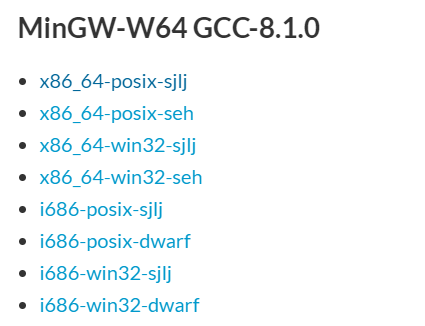 MinGW-W64 GCC-8.1.0
x86_64-posix-sjlj
x86_64-posix-seh
x86_64-win32-sjlj
x86_64-win32-seh
i686-posix-sjlj
i686-posix-dwarf
i686-win32-sjlj
i686-win32-dwarf